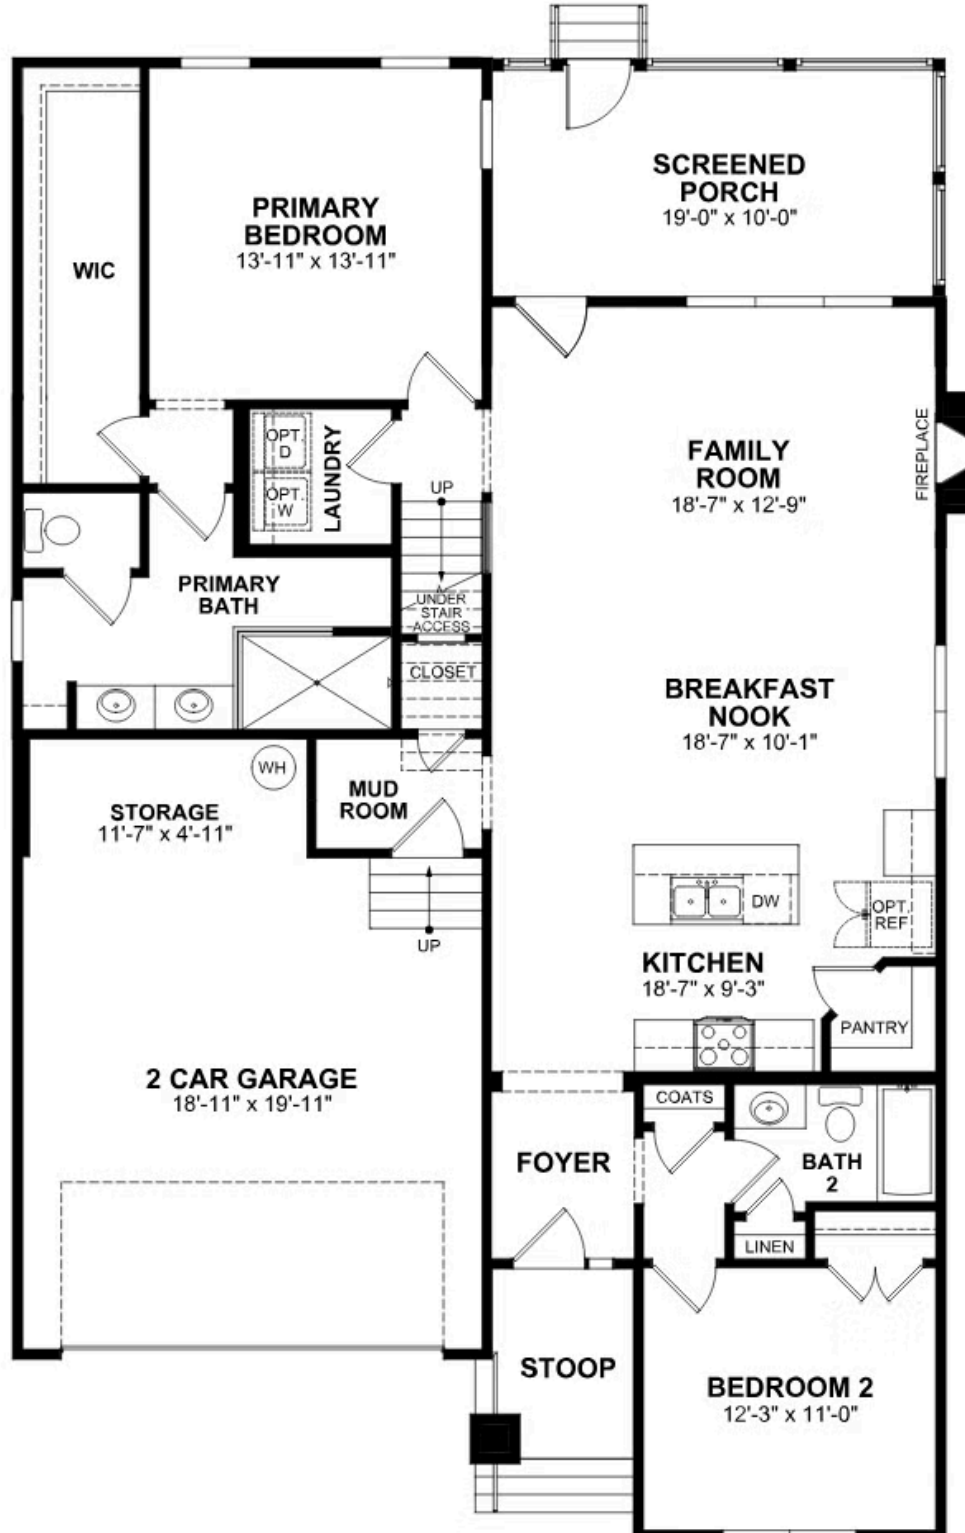 SCREENED
PORCH
19'-0" x 10'-0"
PRIMARY
BEDROOM
13'-11" x 13'-11"
WIC
OPT.
D
OPT.
W
LAUNDRY
UP
FAMILY
ROOM
18'-7" x 12'-9"
FIREPLACE
PRIMARY
BATH
UNDER
STAIR
ACCESS
CLOSET
BREAKFAST
NOOK
18'-7" x 10'-1"
WH
MUD
ROOM
STORAGE
11'-7" x 4'-11"
UP
DW
OPT.
REF
KITCHEN
18'-7" x 9'-3"
PANTRY
2 CAR GARAGE
18'-11" x 19'-11"
COATS
FOYER
BATH
2
LINEN
STOOP
BEDROOM 2
12'-3" x 11'-0"